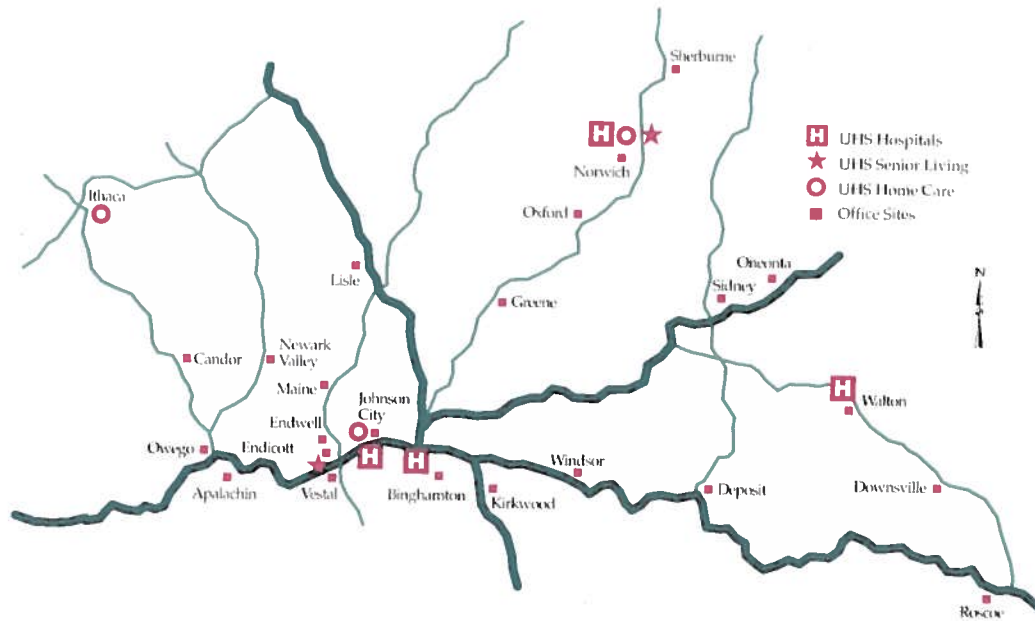 Sherburne
H
Norwich
H UHS Hospitals
UHS Senior Living
UHS Home Care
Office Sites
Ithaca
Oxford
Lisle
Greene
Oneonta
Sidney
N
Candor
Newark
Valley
Maine
H
Walton
Johnson
City
Endwell
Owego
Endicott
H
H
Windsor
Apalachin
Vestal
Binghamton
Kirkwood
Deposit
Downsville
Roscoe